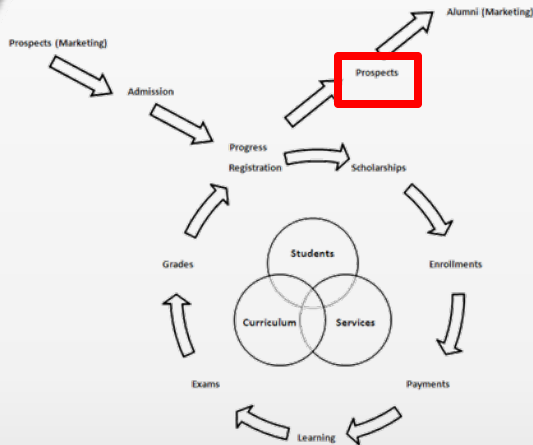 Alumni (Marketing)
Prospects (Marketing)
Prospects
Admission
Progress
Registration
Scholarships
Students
Grades
Enrollments
Curriculum
Services
Exams
Payments
Learning